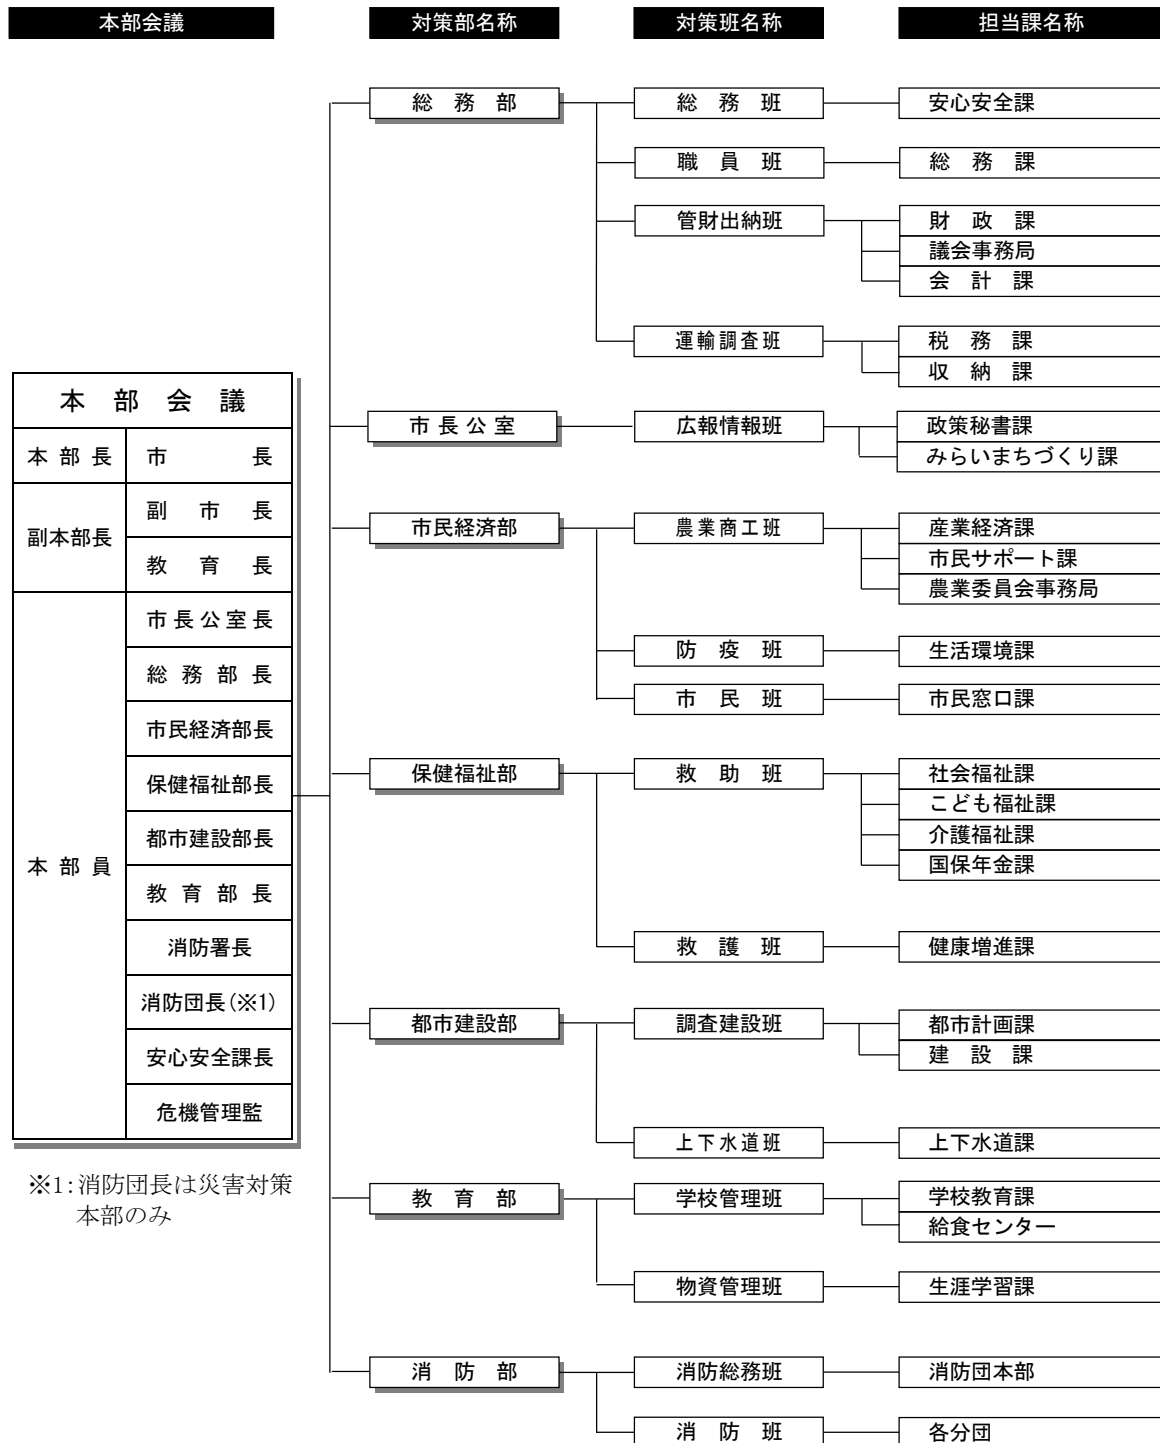 本部会議 対策部名称 対策班名称 担当課名称
総務部 総務班 安心安全課
職員班 総務課
管財出納班 財政課
議会事務局
会計課
運輸調査班 税務課
収納課
市長公室 広報情報班 政策秘書課
みらいまちづくり課
市民経済部 農業商工班 産業経済課
市民サポート課
農業委員会事務局
防疫班 生活環境課
市民班 市民窓口課
保健福祉部 救助班 社会福祉課
こども福祉課
介護福祉課
国保年金課
救護班 健康増進課
都市建設部 調査建設班 都市計画課
建設課
上下水道班 上下水道課
教育部 学校管理班 学校教育課
給食センター
物資管理班 生涯学習課
消防部 消防総務班 消防団本部
消防班 各分団
本部会議
本部長 市長
副本部長 副市長
教育長
本部員 市長公室長
総務部長
市民経済部長
保健福祉部長
都市建設部長
教育部長
消防署長
消防団長(※1)
安心安全課長
危機管理監
※1:消防団長は災害対策
本部のみ